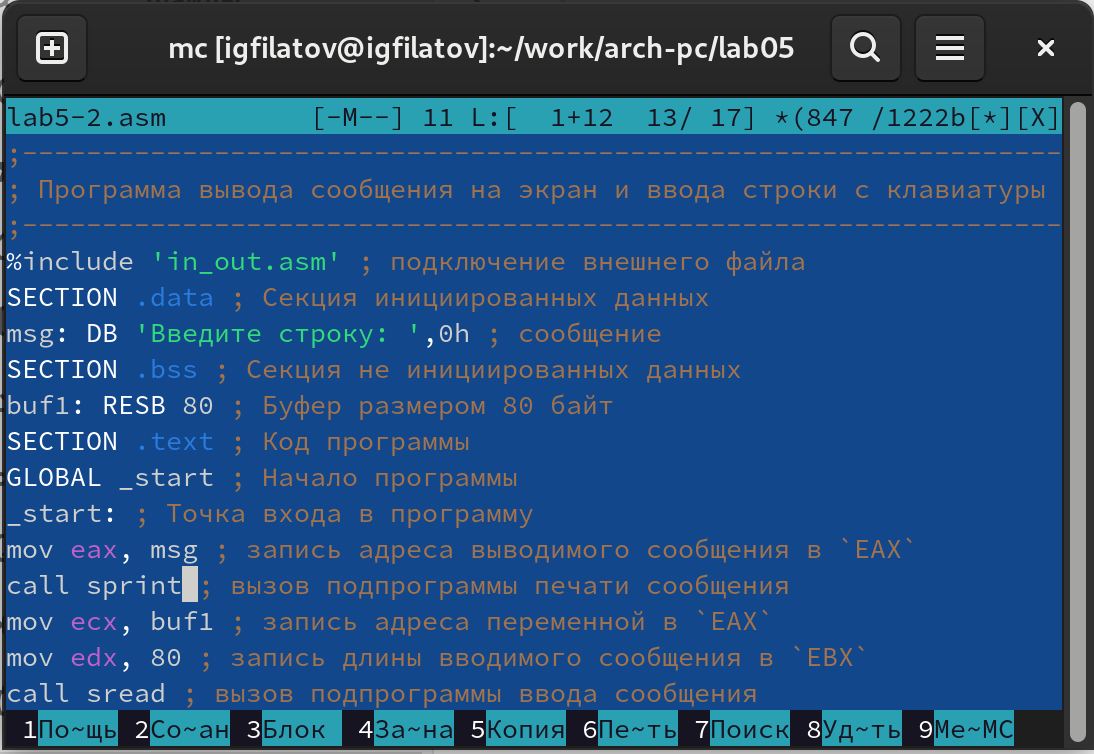 mc [igfilatov@igfilatov]:~/work/arch-pc/lab05
lab5-2.asm [-M--] 11 L:[ 1+12 13/ 17] *(847 /1222b[*][X]
;-----------------------------------------------------------------
; Программа вывода сообщения на экран и ввода строки с клавиатуры
;-----------------------------------------------------------------
%include 'in_out.asm' ; подключение внешнего файла
SECTION .data ; Секция инициированных данных
msg: DB 'Введите строку: ',0h ; сообщение
SECTION .bss ; Секция не инициированных данных
buf1: RESB 80 ; Буфер размером 80 байт
SECTION .text ; Код программы
GLOBAL _start ; Начало программы
_start: ; Точка входа в программу
mov eax, msg ; запись адреса выводимого сообщения в `EAX`
call sprint ; вызов подпрограммы печати сообщения
mov ecx, buf1 ; запись адреса переменной в `EAX`
mov edx, 80 ; запись длины вводимого сообщения в `EBX`
call sread ; вызов подпрограммы ввода сообщения
1По~щь 2Со~ан 3Блок 4За~на 5Копия 6Пе~ть 7Поиск 8Уд~ть 9Ме~MC